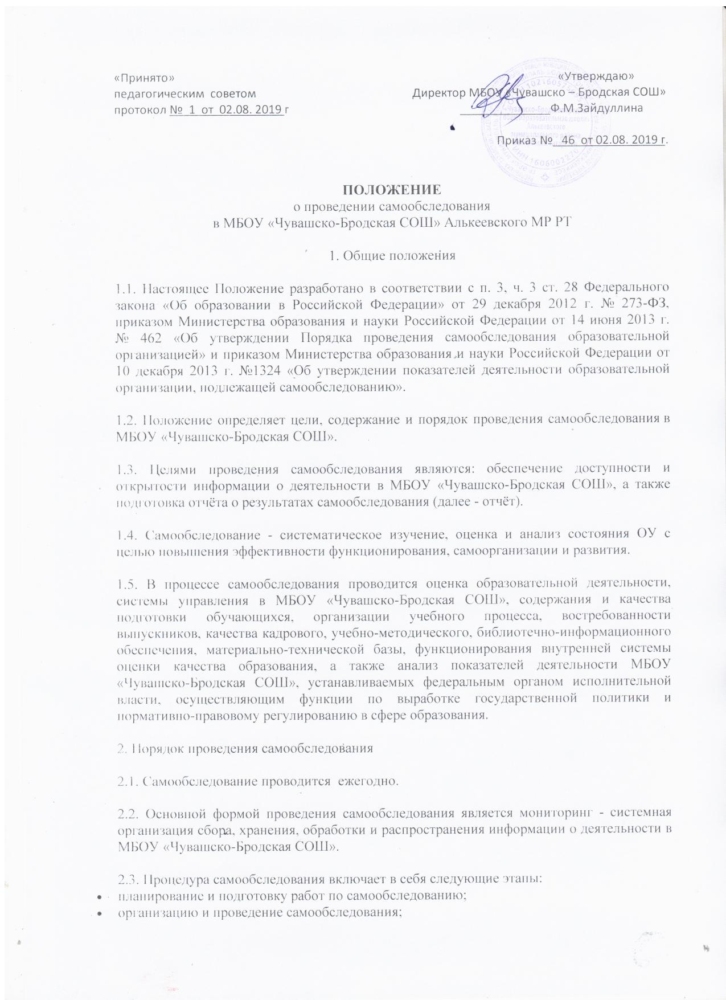 «Принято»
«Утверждаю»
педагогическим советом
Директор МБОУ «Чувашско – Бродская СОШ»
протокол № 1 от 02.08. 2019 г
Ф.М.Зайдуллина
Приказ № 46 от 02.08. 2019 г.
ПОЛОЖЕНИЕ
о проведении самообследования
в МБОУ «Чувашско-Бродская СОШ» Алькеевского МР РТ
1. Общие положения
1.1. Настоящее Положение разработано в соответствии с п. 3, ч. 3 ст. 28 Федерального
закона «Об образовании в Российской Федерации» от 29 декабря 2012 г. № 273-ФЗ,
приказом Министерства образования и науки Российской Федерации от 14 июня 2013 г.
№ 462 «Об утверждении Порядка проведения самообследования образовательной
организацией» и приказом Министерства образования и науки Российской Федерации от
10 декабря 2013 г. №1324 «Об утверждении показателей деятельности образовательной
организации, подлежащей самообследованию».
1.2. Положение определяет цели, содержание и порядок проведения самообследования в
МБОУ «Чувашско-Бродская СОШ».
1.3. Целями проведения самообследования являются: обеспечение доступности и
открытости информации о деятельности в МБОУ «Чувашско-Бродская СОШ», а также
подготовка отчёта о результатах самообследования (далее - отчёт).
1.4. Самообследование - систематическое изучение, оценка и анализ состояния ОУ с
целью повышения эффективности функционирования, самоорганизации и развития.
1.5. В процессе самообследования проводится оценка образовательной деятельности,
системы управления в МБОУ «Чувашско-Бродская СОШ», содержания и качества
подготовки обучающихся, организации учебного процесса, востребованности
выпускников, качества кадрового, учебно-методического, библиотечно-информационного
обеспечения, материально-технической базы, функционирования внутренней системы
оценки качества образования, а также анализ показателей деятельности МБОУ
«Чувашско-Бродская СОШ», устанавливаемых федеральным органом исполнительной
власти, осуществляющим функции по выработке государственной политики и
нормативно-правовому регулированию в сфере образования.
2. Порядок проведения самообследования
2.1. Самообследование проводится ежегодно.
2.2. Основной формой проведения самообследования является мониторинг - системная
организация сбора, хранения, обработки и распространения информации о деятельности в
МБОУ «Чувашско-Бродская СОШ».
2.3. Процедура самообследования включает в себя следующие этапы:
• планирование и подготовку работ по самообследованию;
• организацию и проведение самообследования;